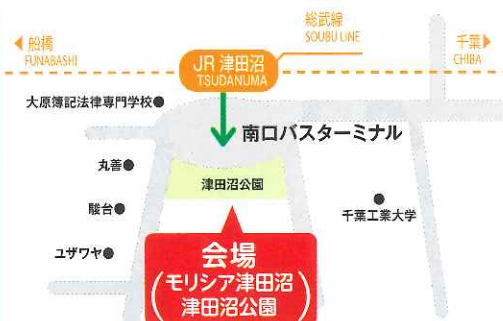 総武線
SOUBU LINE
◀船橋
FUNABASHI
JR 津田沼
TSUDANUMA
千葉▶
CHIBA
大原簿記法律専門学校●
南口バスターミナル
丸善●
津田沼公園
駿台●
千葉工業大学
ユザワヤ●
会場
(モリシア津田沼
津田沼公園)